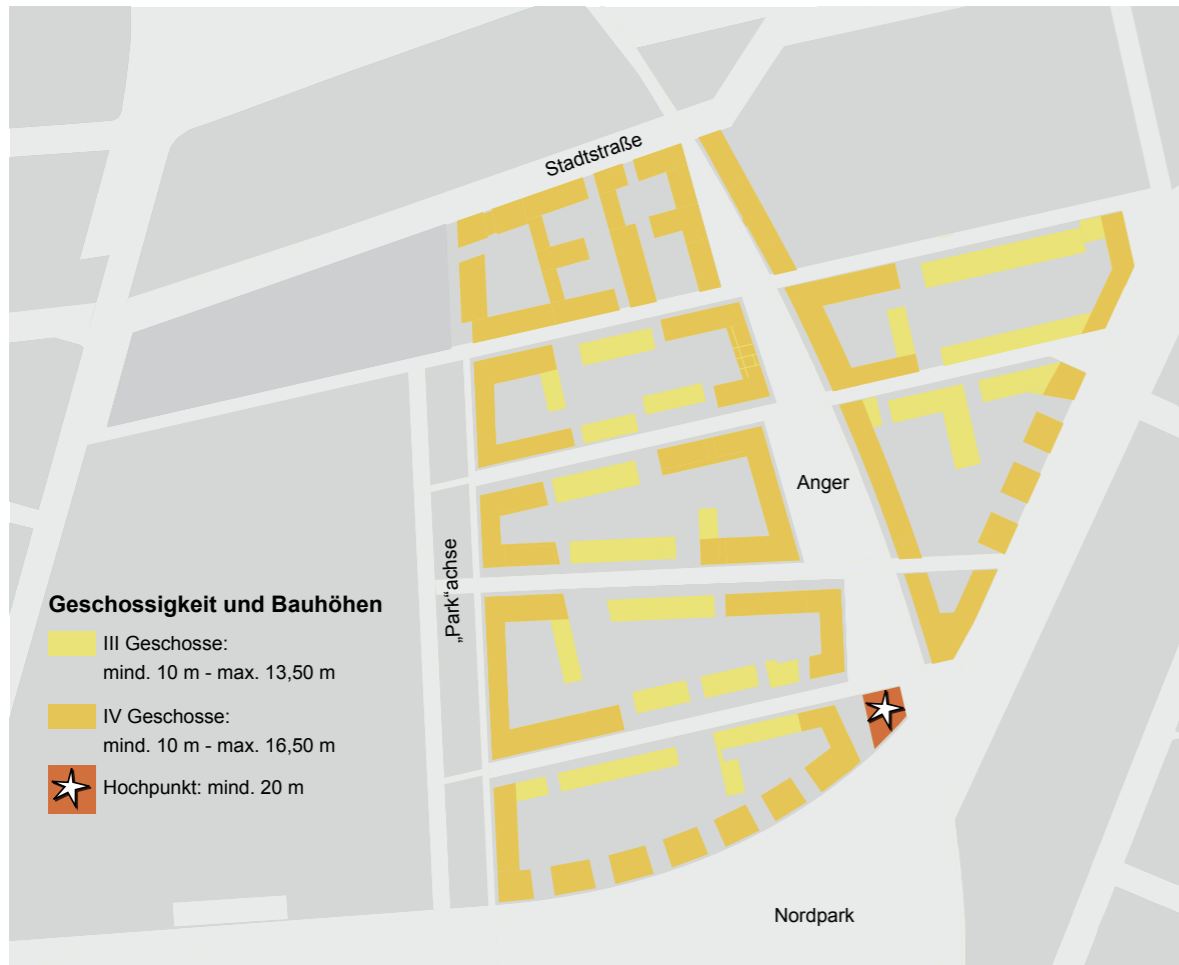 Stadtstraße
Anger
„Park“achse
Geschossigkeit und Bauhöhen
III Geschosse:
mind. 10 m - max. 13,50 m
IV Geschosse:
mind. 10 m - max. 16,50 m
Hochpunkt: mind. 20 m
Nordpark